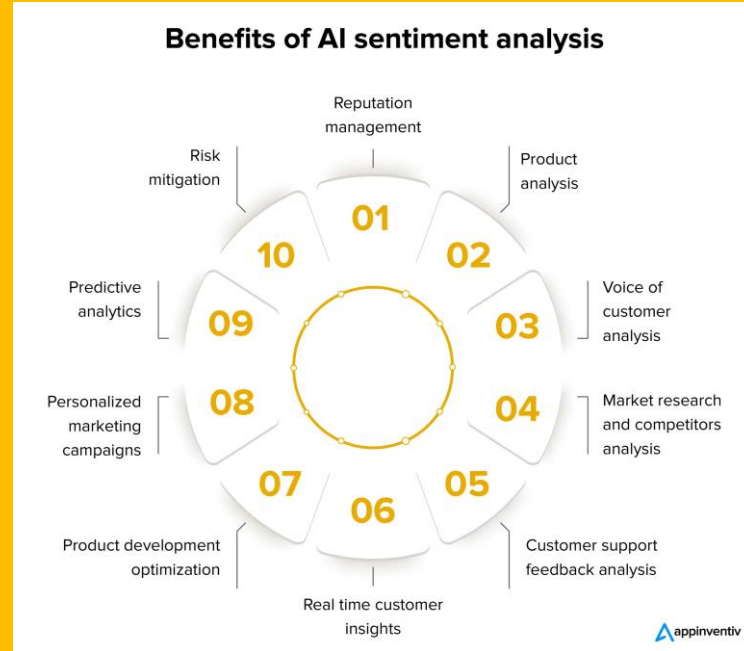 Benefits of AI sentiment analysis
Reputation
management
01
Product
analysis
02
Voice of
customer
analysis
03
Market research
and competitors
analysis
04
Customer support
feedback analysis
05
Real time customer
insights
06
Product development
optimization
07
Personalized
marketing
campaigns
08
Predictive
analytics
09
Risk
mitigation
10
appinventiv